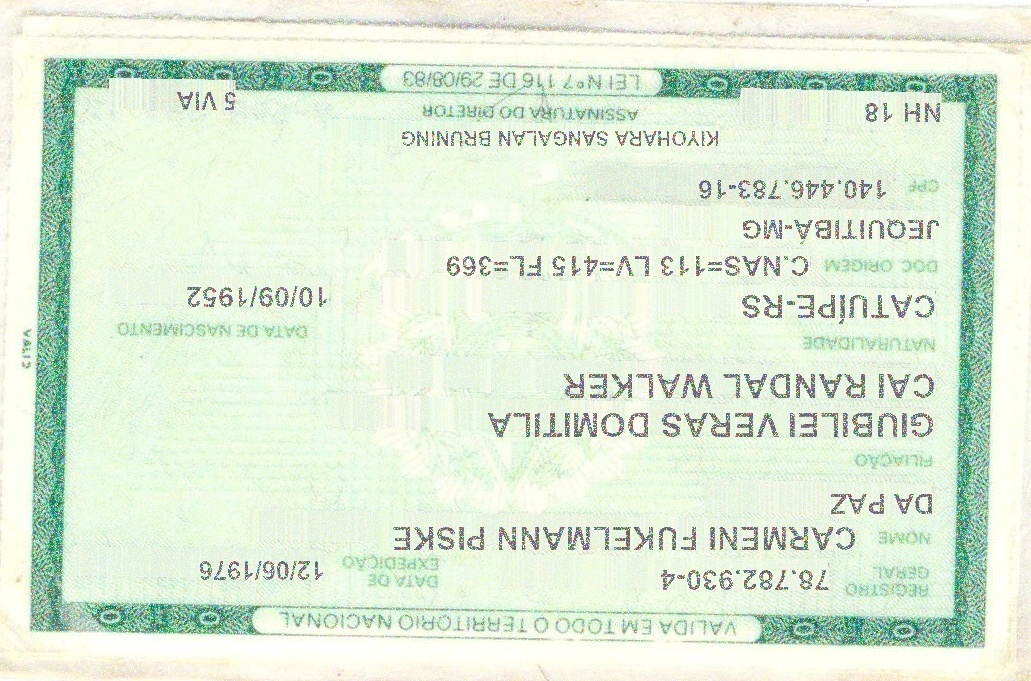 VALIDA EM TODO O TERRITÓRIO NACIONAL
REGISTRO GERAL 78.782.930-4 DATA DE EXPEDIÇÃO 12/06/1976
NOME CARMENI FUKELMANN PISKE
DA PAZ
FILIAÇÃO
GIUBILEI VERAS DOMITILA
CAI RANDAL WALKER
NATURALIDADE DATA DE NASCIMENTO
CATUÍPE-RS 10/09/1952
DOC ORIGEM C.NAS=113 LV=415 FL=369
JEQUITIBÁ-MG
CPF 140.446.783-16
KIYOHARA SANGALAN BRUNING
NH 18 ASSINATURA DO DIRETOR 5 VIA
LEI Nº 7.116 DE 29/08/83